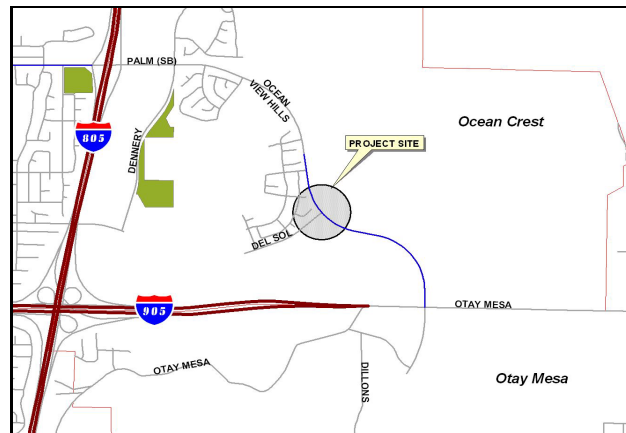 PALM (SB)
OCEAN
VIEW HILLS
Ocean Crest
805
DENNERY
PROJECT SITE
DEL SOL
905
OTAY MESA
OTAY MESA
DILLONS
Otay Mesa